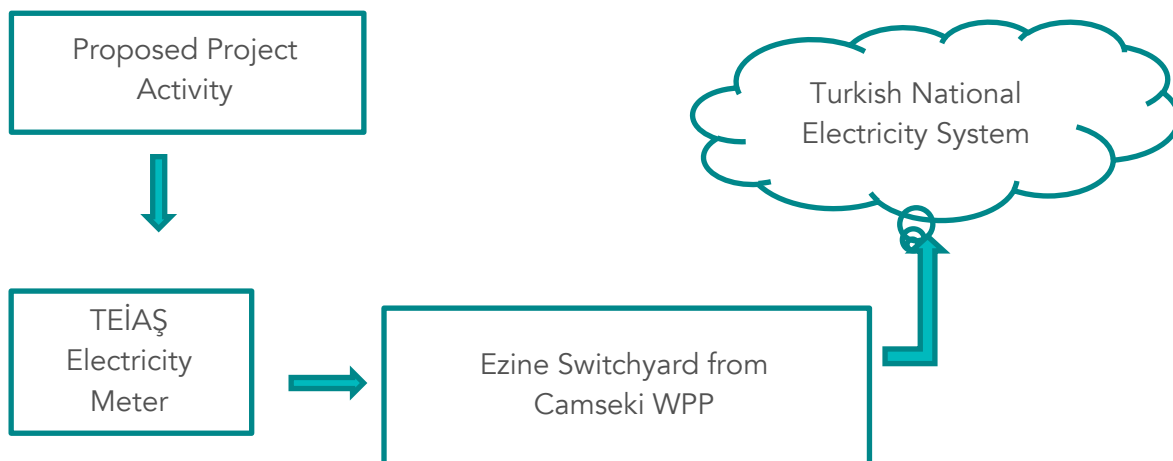 Proposed Project
Activity
Turkish National
Electricity System
TEİAŞ
Electricity
Meter
Ezine Switchyard from
Camseki WPP